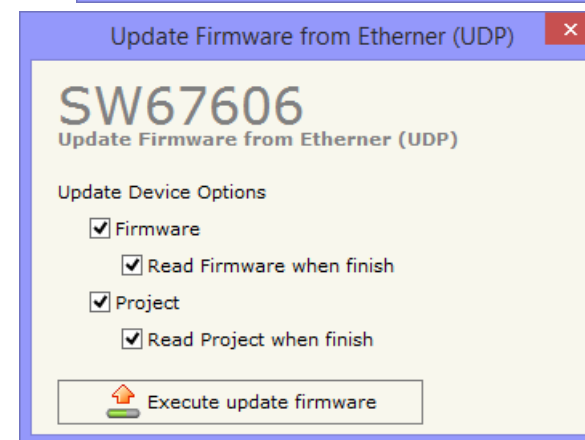 Update Firmware from Etherner (UDP)
SW67606
Update Firmware from Etherner (UDP)
Update Device Options
Firmware
Read Firmware when finish
Project
Read Project when finish
Execute update firmware